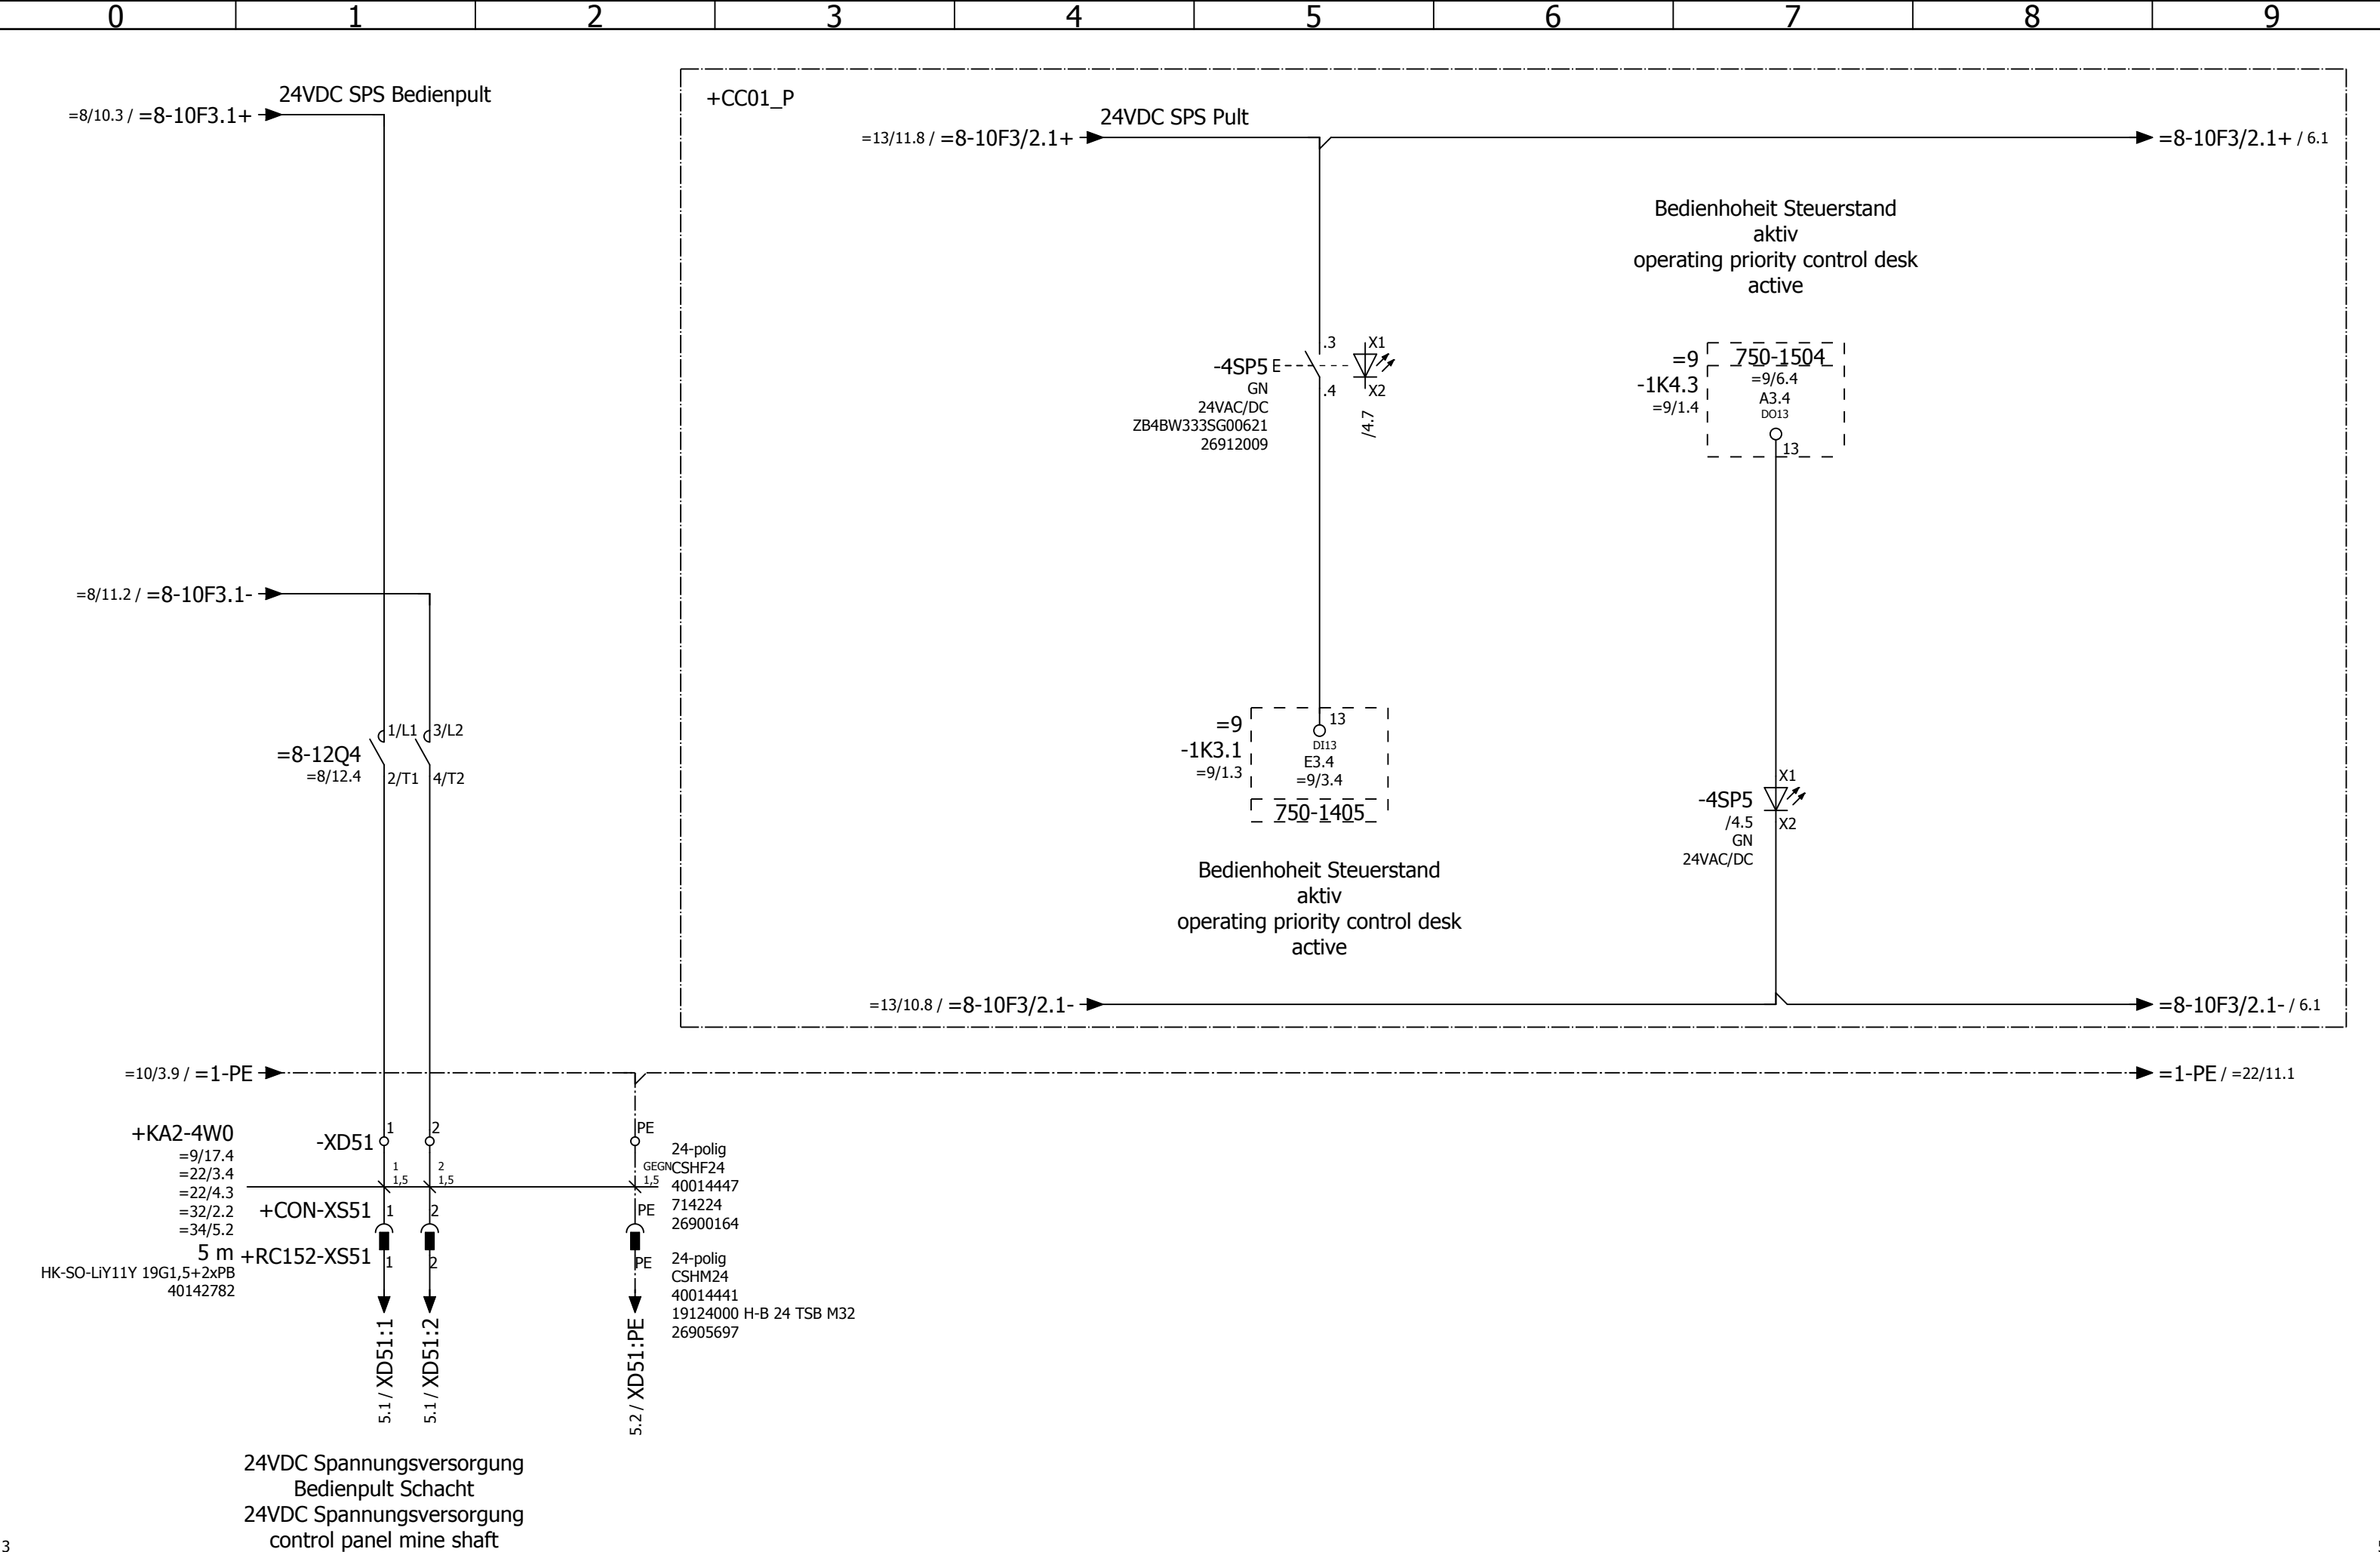 0 1 2 3 4 5 6 7 8 9
24VDC SPS Bedienpult
=8/10.3 / =8-10F3.1+
+CC01_P
24VDC SPS Pult
=13/11.8 / =8-10F3/2.1+
=8-10F3/2.1+ / 6.1
Bedienhoheit Steuerstand
aktiv
operating priority control desk
active
-4SP5
GN
24VAC/DC
ZB4BW333SG00621
26912009
E
.3
.4
X1
X2
/4.7
=9
-1K4.3
=9/1.4
750-1504
=9/6.4
A3.4
DO13
13
=8/11.2 / =8-10F3.1-
=8-12Q4
=8/12.4
1/L1
3/L2
2/T1
4/T2
=9
-1K3.1
=9/1.3
13
DI13
E3.4
=9/3.4
750-1405
Bedienhoheit Steuerstand
aktiv
operating priority control desk
active
-4SP5
/4.5
GN
24VAC/DC
X1
X2
=13/10.8 / =8-10F3/2.1-
=8-10F3/2.1- / 6.1
=10/3.9 / =1-PE
=1-PE / =22/11.1
+KA2-4W0
=9/17.4
=22/3.4
=22/4.3
=32/2.2
=34/5.2
5 m
HK-SO-LiY11Y 19G1,5+2xPB
40142782
-XD51
1
2
PE
1
1,5
2
1,5
GEGN
1,5
+CON-XS51
1
2
PE
+RC152-XS51
1
2
PE
24-polig
CSHF24
40014447
714224
26900164
24-polig
CSHM24
40014441
19124000 H-B 24 TSB M32
26905697
5.1 / XD51:1
5.1 / XD51:2
5.2 / XD51:PE
24VDC Spannungsversorgung
Bedienpult Schacht
24VDC Spannungsversorgung
control panel mine shaft
3